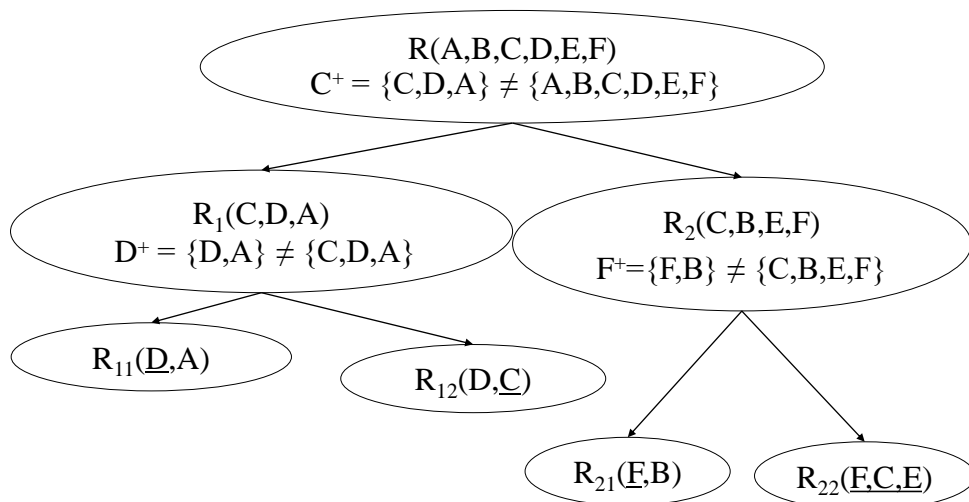 R(A,B,C,D,E,F)
C⁺ = {C,D,A} ≠ {A,B,C,D,E,F}
R₁(C,D,A)
D⁺ = {D,A} ≠ {C,D,A}
R₂(C,B,E,F)
F⁺={F,B} ≠ {C,B,E,F}
R₁₁(D,A)
R₁₂(D,C)
R₂₁(F,B)
R₂₂(F,C,E)